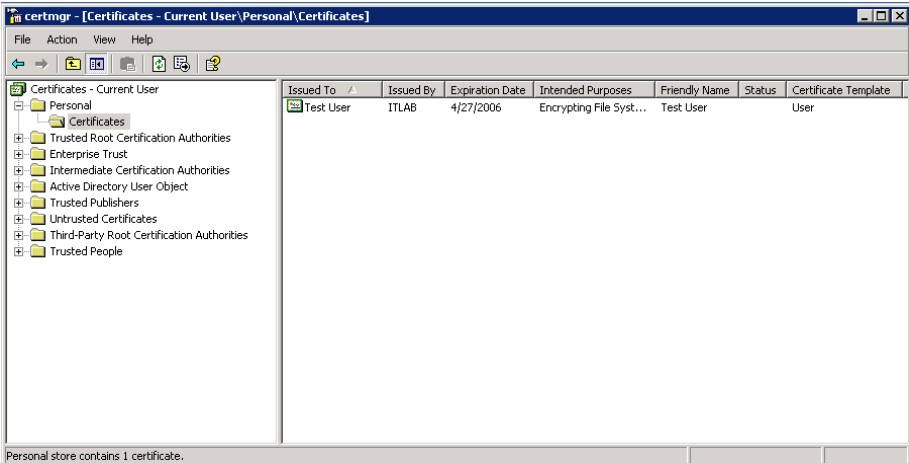 certmgr - [Certificates - Current User\Personal\Certificates]
File Action View Help
Certificates - Current User
Personal
Certificates
Trusted Root Certification Authorities
Enterprise Trust
Intermediate Certification Authorities
Active Directory User Object
Trusted Publishers
Untrusted Certificates
Third-Party Root Certification Authorities
Trusted People
Issued To Issued By Expiration Date Intended Purposes Friendly Name Status Certificate Template
Test User ITLAB 4/27/2006 Encrypting File Syst... Test User User
Personal store contains 1 certificate.